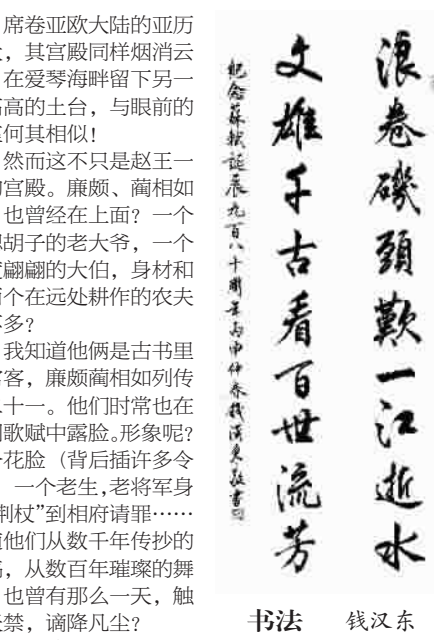 席卷亚欧大陆的亚历
，其宫殿同样烟消云
在爱琴海畔留下另一
高的土台，与眼前的
何其相似！
然而这不只是赵王一
宫殿。廉颇、蔺相如
也曾经在上面？一个
胡子的老大爷，一个
翩翩的大伯，身材和
个在远处耕作的农夫
多？
我知道他俩是古书里
客，廉颇蔺相如列传
十一。他们时常也在
歌赋中露脸。形象呢？
花脸（背后插许多令
一个老生，老将军身
荆杖”到相府请罪……
他们从数千年传抄的
，从数百年璀璨的舞
也曾有那么一天，触
禁，谪降凡尘？
浪卷磯頭歎一江逝水
文雄千古看百世流芳
紀念蘇軾誕辰九百八十周年丙申仲春錢漢東敬書
书法 钱汉东